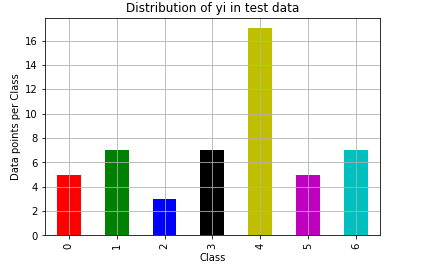 Distribution of yi in test data
Data points per Class
16
14
12
10
8
6
4
2
0
0 1 2 3 4 5 6
Class